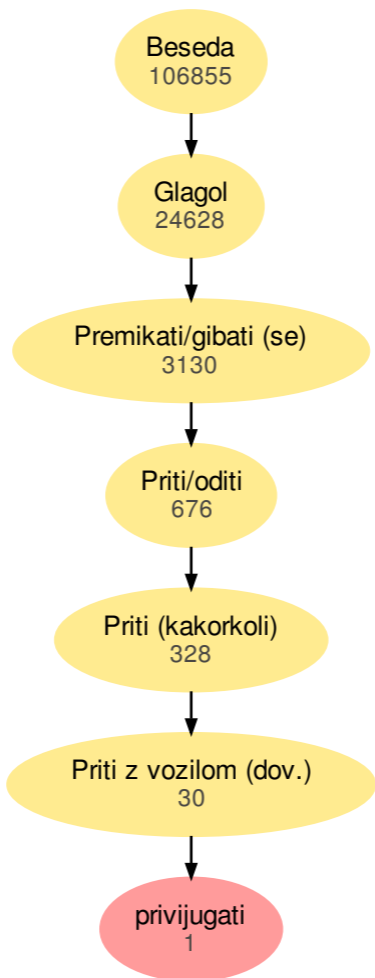 Beseda
106855
Glagol
24628
Premikati/gibati (se)
3130
Priti/oditi
676
Priti (kakorkoli)
328
Priti z vozilom (dov.)
30
privijugati
1